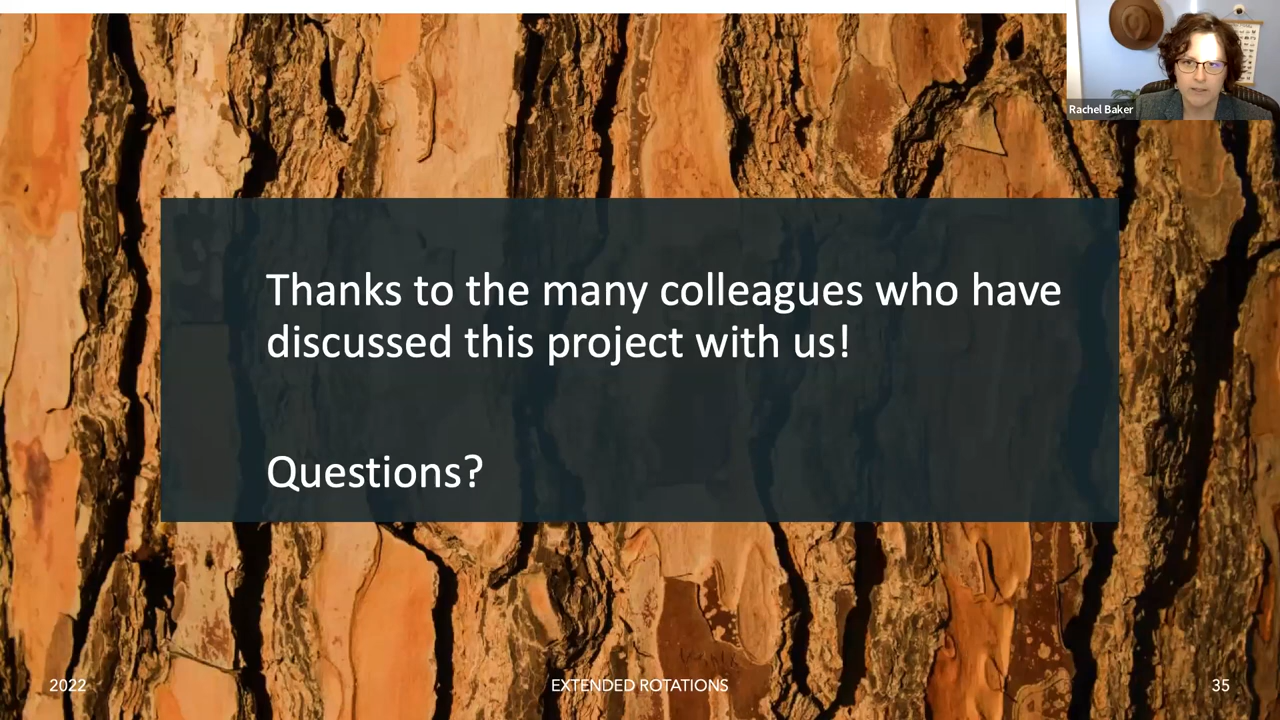 Rachel Baker
Thanks to the many colleagues who have
discussed this project with us!
Questions?
2022
EXTENDED ROTATIONS
35